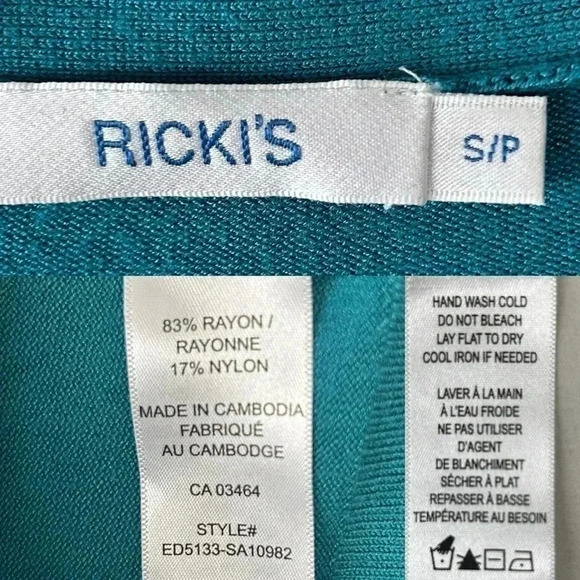 RICKI'S
S/P
83% RAYON /
RAYONNE
17% NYLON
MADE IN CAMBODIA
FABRIQUÉ
AU CAMBODGE
CA 03464
STYLE#
ED5133-SA10982
HAND WASH COLD
DO NOT BLEACH
LAY FLAT TO DRY
COOL IRON IF NEEDED
LAVER À LA MAIN
À L'EAU FROIDE
NE PAS UTILISER
D'AGENT
DE BLANCHIMENT
SÉCHER À PLAT
REPASSER À BASSE
TEMPÉRATURE AU BESOIN